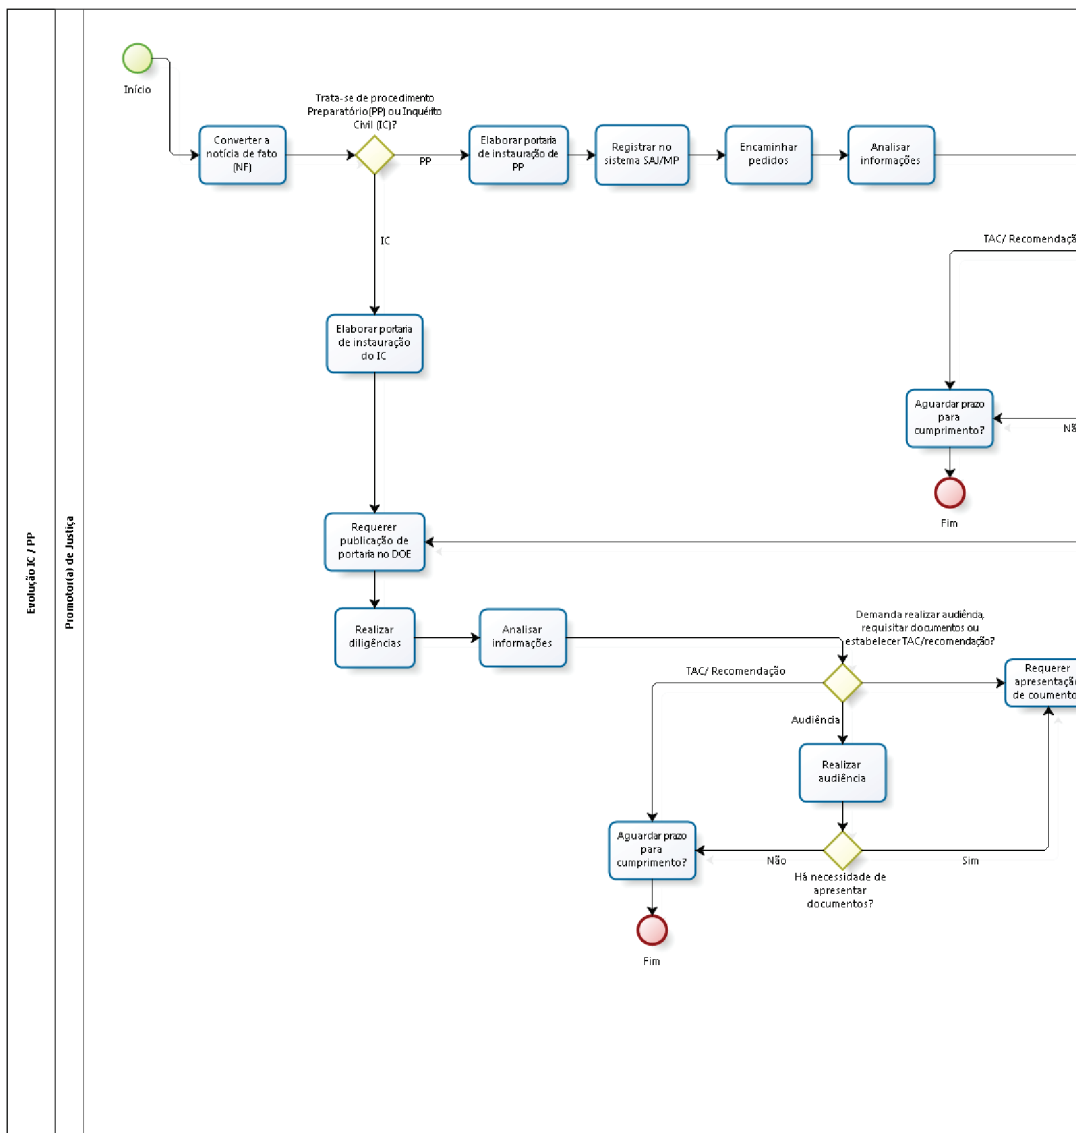 Evolução IC / PP
Promotor(a) de Justiça
Início
Converter a
notícia de fato
(NF)
Trata-se de procedimento
Preparatório(PP) ou Inquérito
Civil (IC)?
PP
Elaborar portaria
de instauração de
PP
Registrar no
sistema SAJ/MP
Encaminhar
pedidos
Analisar
informações
IC
TAC/ Recomendaçã
Elaborar portaria
de instauração
do IC
Aguardar prazo
para
cumprimento?
Nã
Fim
Requerer
publicação de
portaria no DOE
Realizar
diligências
Analisar
informações
Demanda realizar audiência,
requisitar documentos ou
estabelecer TAC/recomendação?
TAC/ Recomendação
Requerer
apresentação
de coumento
Audiência
Realizar
audiência
Aguardar prazo
para
cumprimento?
Não
Sim
Há necessidade de
apresentar
documentos?
Fim